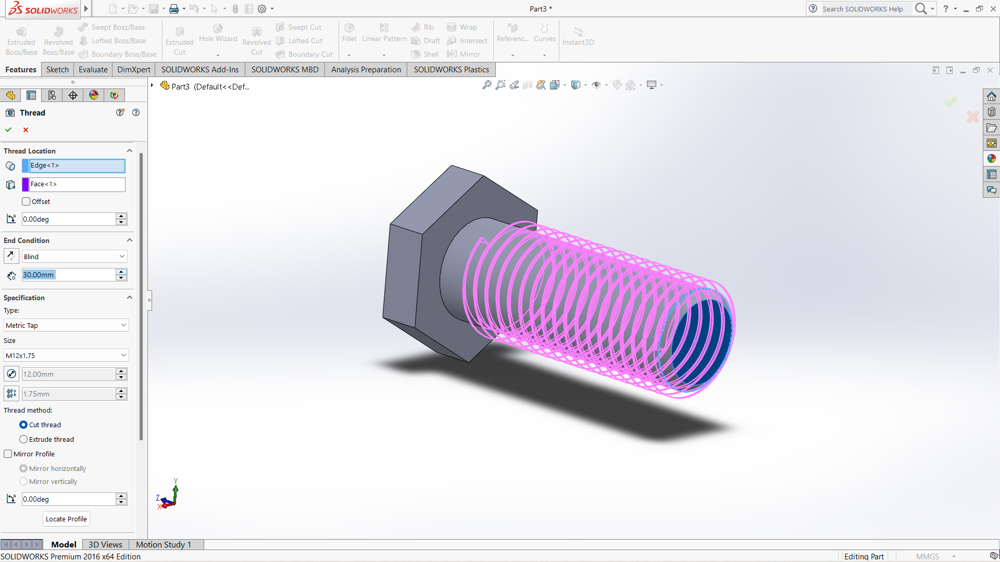 SOLIDWORKS
Part3 *
Search SOLIDWORKS Help
Extruded Boss/Base
Revolved Boss/Base
Swept Boss/Base
Lofted Boss/Base
Boundary Boss/Base
Extruded Cut
Hole Wizard
Revolved Cut
Swept Cut
Lofted Cut
Boundary Cut
Fillet
Linear Pattern
Rib
Draft
Shell
Wrap
Intersect
Mirror
Referenc...
Curves
Instant3D
Features
Sketch
Evaluate
DimXpert
SOLIDWORKS Add-Ins
SOLIDWORKS MBD
Analysis Preparation
SOLIDWORKS Plastics
Part3 (Default<<Def...
Thread
Thread Location
Edge<1>
Face<1>
Offset
0.00deg
End Condition
Blind
30.00mm
Specification
Type:
Metric Tap
Size
M12x1.75
12.00mm
1.75mm
Thread method:
Cut thread
Extrude thread
Mirror Profile
Mirror horizontally
Mirror vertically
0.00deg
Locate Profile
Y
Z
X
Model
3D Views
Motion Study 1
SOLIDWORKS Premium 2016 x64 Edition
Editing Part
MMGS